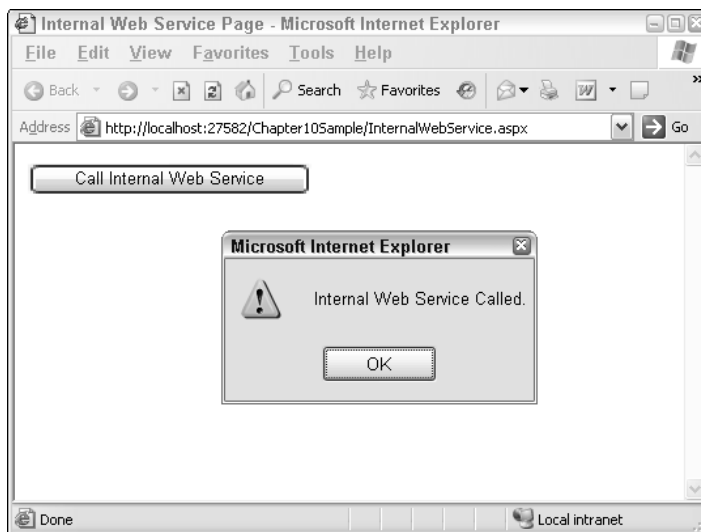 Internal Web Service Page - Microsoft Internet Explorer
File Edit View Favorites Tools Help
Back Search Favorites W »
Address http://localhost:27582/Chapter10Sample/InternalWebService.aspx Go
Call Internal Web Service
Microsoft Internet Explorer
Internal Web Service Called.
OK
Done Local intranet